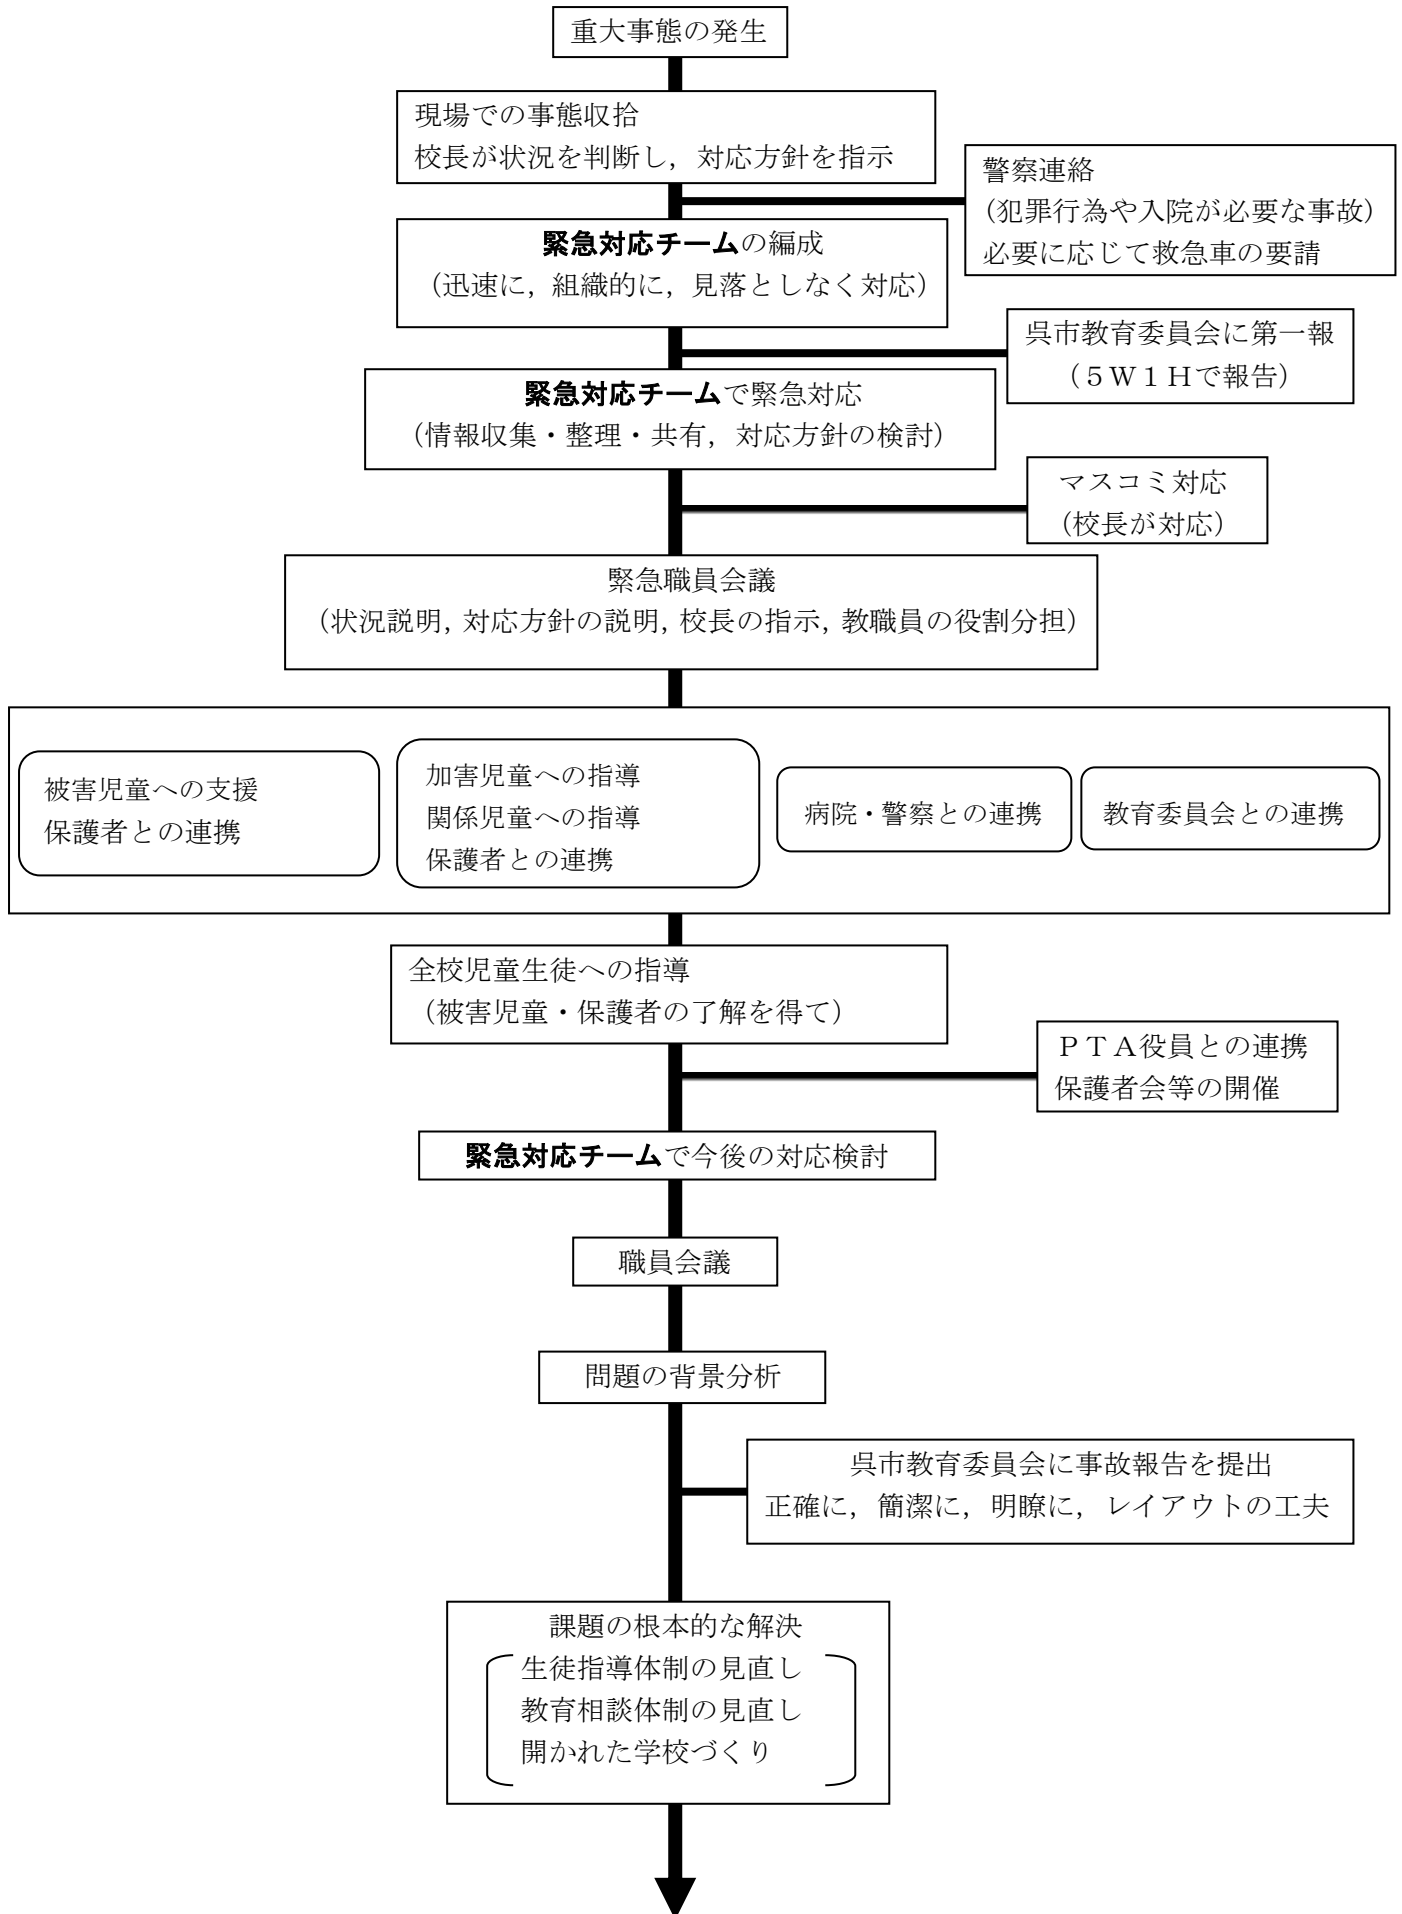 重大事態の発生
現場での事態収拾
校長が状況を判断し，対応方針を指示
警察連絡
（犯罪行為や入院が必要な事故）
必要に応じて救急車の要請
緊急対応チームの編成
（迅速に，組織的に，見落としなく対応）
呉市教育委員会に第一報
（５Ｗ１Ｈで報告）
緊急対応チームで緊急対応
（情報収集・整理・共有，対応方針の検討）
マスコミ対応
（校長が対応）
緊急職員会議
（状況説明，対応方針の説明，校長の指示，教職員の役割分担）
被害児童への支援
保護者との連携
加害児童への指導
関係児童への指導
保護者との連携
病院・警察との連携
教育委員会との連携
全校児童生徒への指導
（被害児童・保護者の了解を得て）
ＰＴＡ役員との連携
保護者会等の開催
緊急対応チームで今後の対応検討
職員会議
問題の背景分析
呉市教育委員会に事故報告を提出
正確に，簡潔に，明瞭に，レイアウトの工夫
課題の根本的な解決
生徒指導体制の見直し
教育相談体制の見直し
開かれた学校づくり